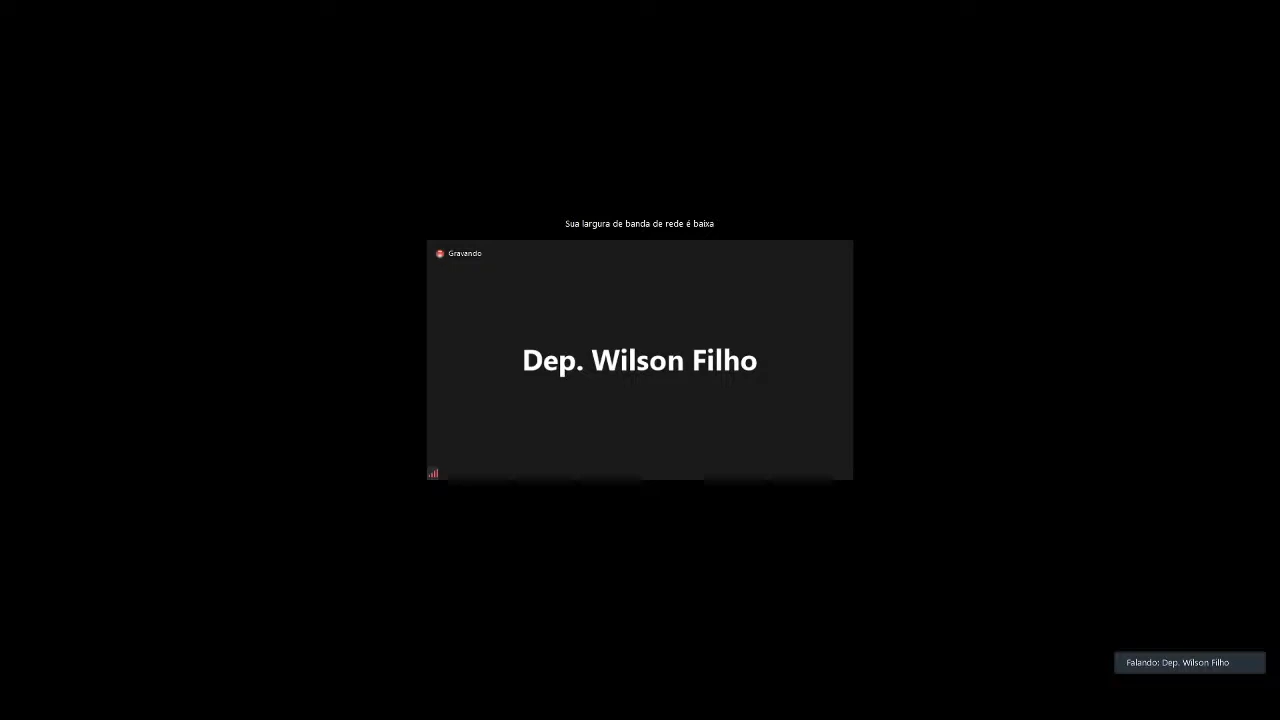 Sua largura de banda de rede é baixa
Gravando
Dep. Wilson Filho
Falando: Dep. Wilson Filho